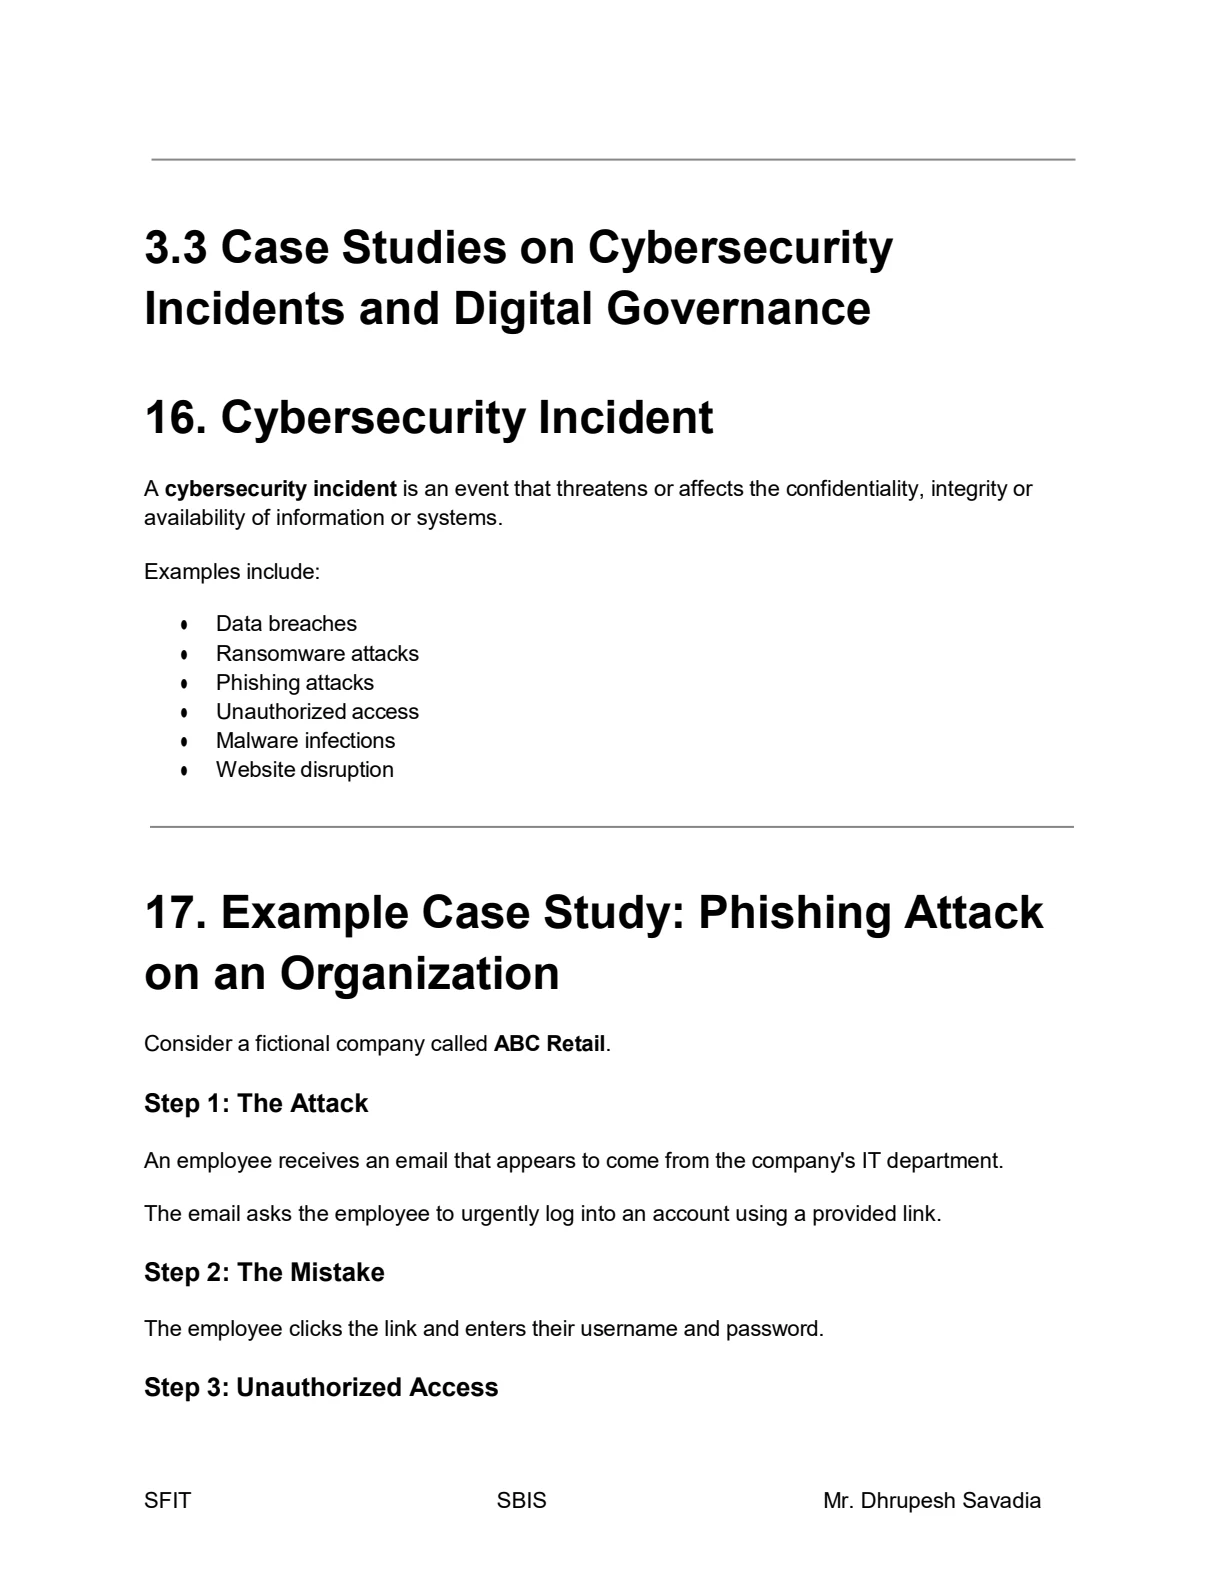 3.3 Case Studies on Cybersecurity
Incidents and Digital Governance
16. Cybersecurity Incident
A cybersecurity incident is an event that threatens or affects the confidentiality, integrity or
availability of information or systems.
Examples include:
• Data breaches
• Ransomware attacks
• Phishing attacks
• Unauthorized access
• Malware infections
• Website disruption
17. Example Case Study: Phishing Attack
on an Organization
Consider a fictional company called ABC Retail.
Step 1: The Attack
An employee receives an email that appears to come from the company's IT department.
The email asks the employee to urgently log into an account using a provided link.
Step 2: The Mistake
The employee clicks the link and enters their username and password.
Step 3: Unauthorized Access
SFIT SBIS Mr. Dhrupesh Savadia